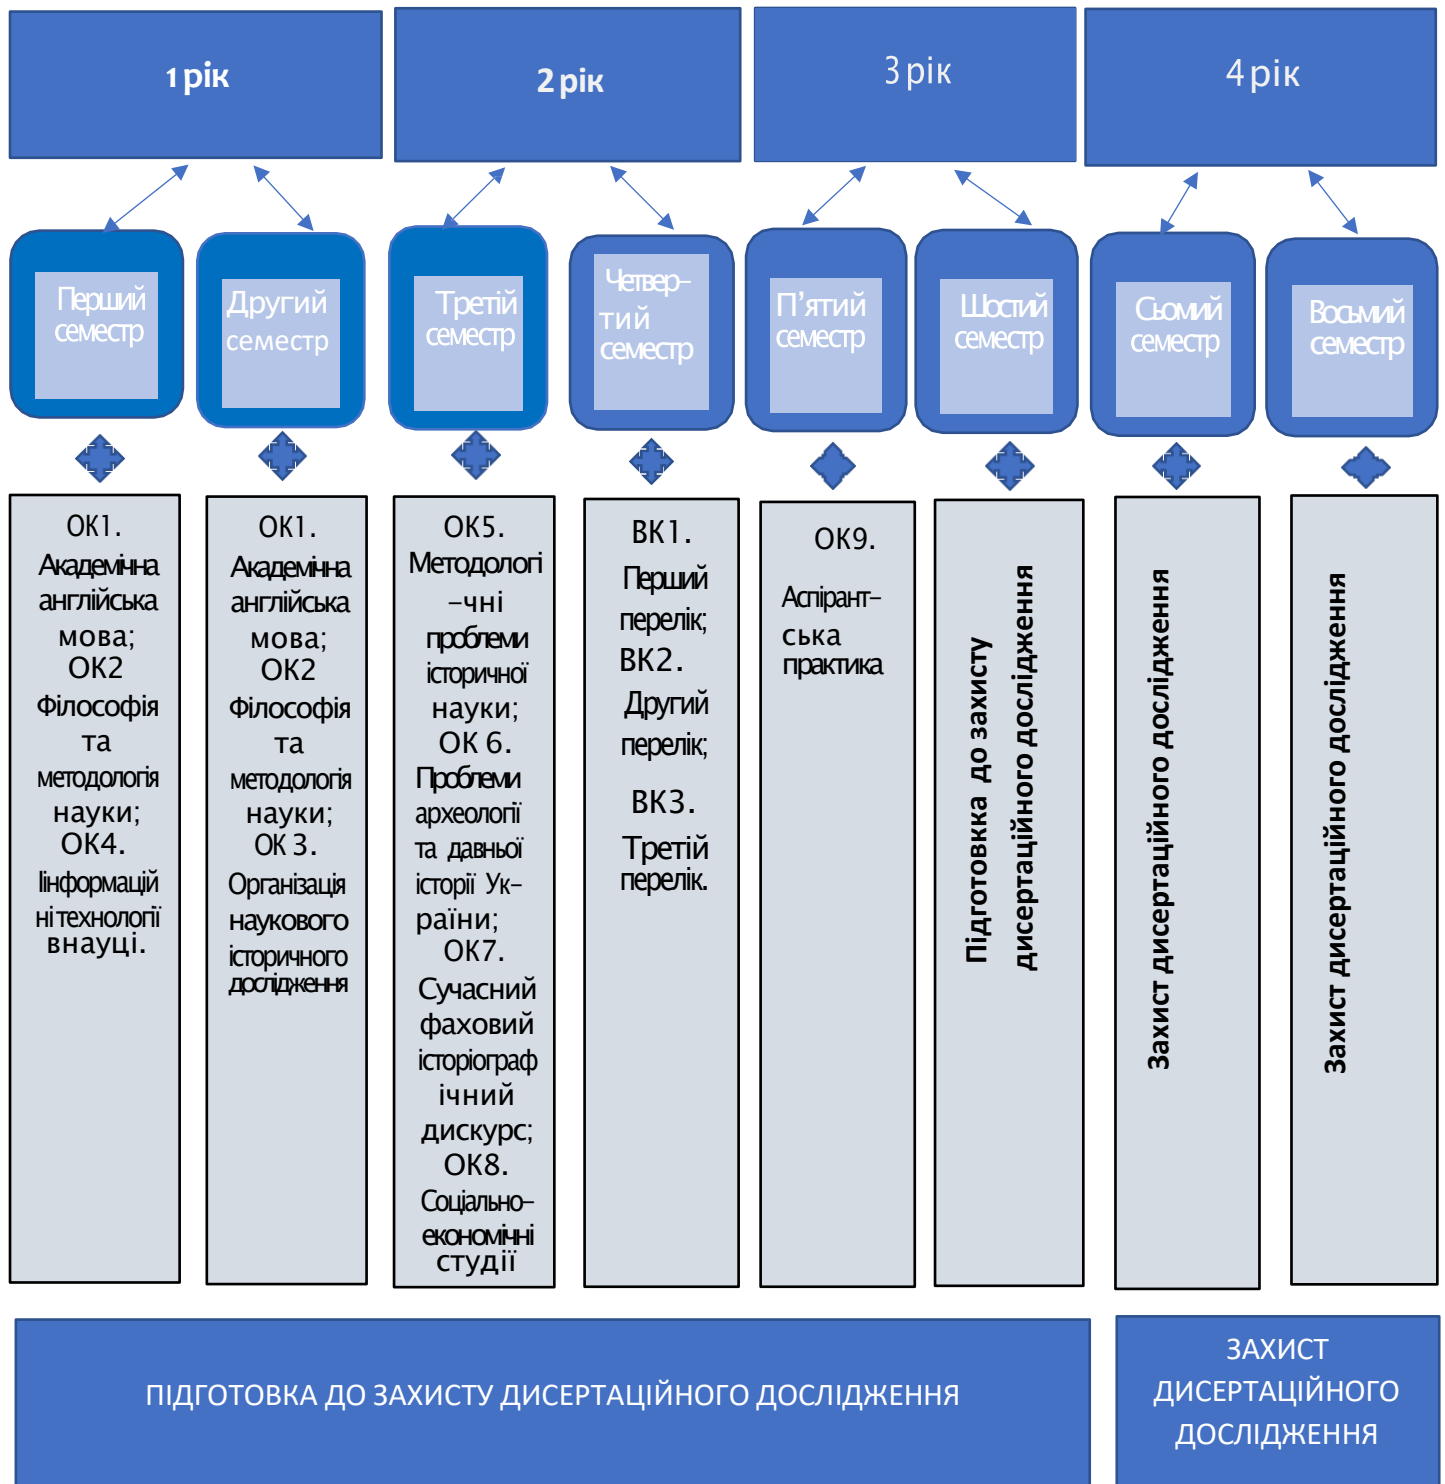 1 рік
2 рік
3 рік
4 рік
Перший
семестр
Другий
семестр
Третій
семестр
Четвер-
тий
семестр
П’ятий
семестр
Шостий
семестр
Сьомий
семестр
Восьмий
семестр
ОК1.
Академічна
англійська
мова;
ОК2
Філософія
та
методологія
науки;
ОК4.
Іінформацій
ні технології
внауці.
ОК1.
Академічна
англійська
мова;
ОК2
Філософія
та
методологія
науки;
ОК 3.
Організація
наукового
історичного
дослідження
ОК5.
Методологі
-чні
проблеми
історичної
науки;
ОК 6.
Проблеми
археології
та давньої
історії Ук-
раїни;
ОК7.
Сучасний
фаховий
історіограф
ічний
дискурс;
ОК8.
Соціально-
економічні
студії
ВК1.
Перший
перелік;
ВК2.
Другий
перелік;
ВК3.
Третій
перелік.
ОК9.
Аспірант-
ська
практика
Підготовкка до захисту
дисертаційного дослідження
Захист дисертаційного дослідження
Захист дисертаційного дослідження
ПІДГОТОВКА ДО ЗАХИСТУ ДИСЕРТАЦІЙНОГО ДОСЛІДЖЕННЯ
ЗАХИСТ
ДИСЕРТАЦІЙНОГО
ДОСЛІДЖЕННЯ